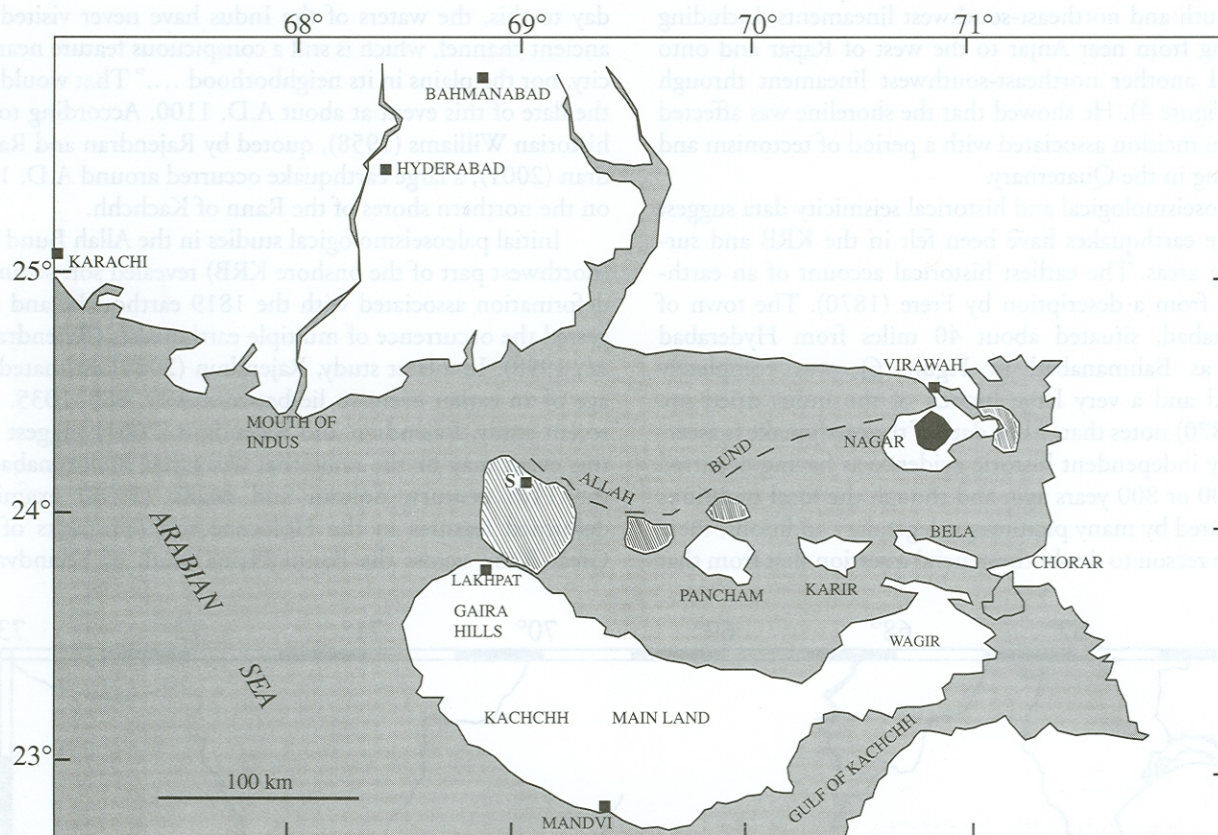 68°
69°
70°
71°
BAHMANABAD
HYDERABAD
KARACHI
25°
VIRAWAH
MOUTH OF
INDUS
NAGAR
BUND
S
ALLAH
24°
ARABIAN
SEA
BELA
CHORAR
LAKHPAT
PANCHAM
KARIR
GAIRA
HILLS
WAGIR
KACHCHH MAIN LAND
23°
100 km
GULF OF KACHCHH
MANDVI